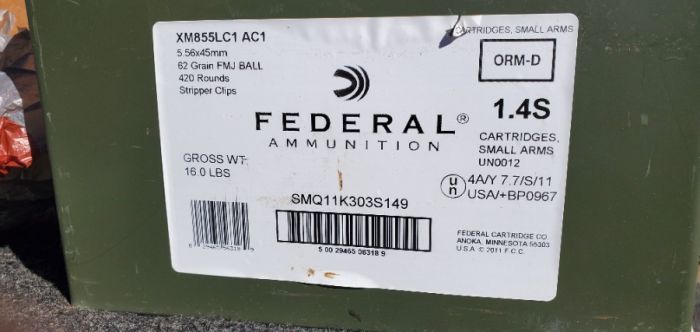 XM855LC1 AC1
5.56x45mm
62 Grain FMJ BALL
420 Rounds
Stripper Clips
CARTRIDGES, SMALL ARMS
ORM-D
1.4S
FEDERAL®
AMMUNITION
CARTRIDGES,
SMALL ARMS
UN0012
GROSS WT:
16.0 LBS
un
4A/Y 7.7/S/11
USA/+BP0967
SMQ11K303S149
5 00 29465 06318 9
FEDERAL CARTRIDGE CO.
ANOKA, MINNESOTA 55303
U.S.A. © 2011 F.C.C.